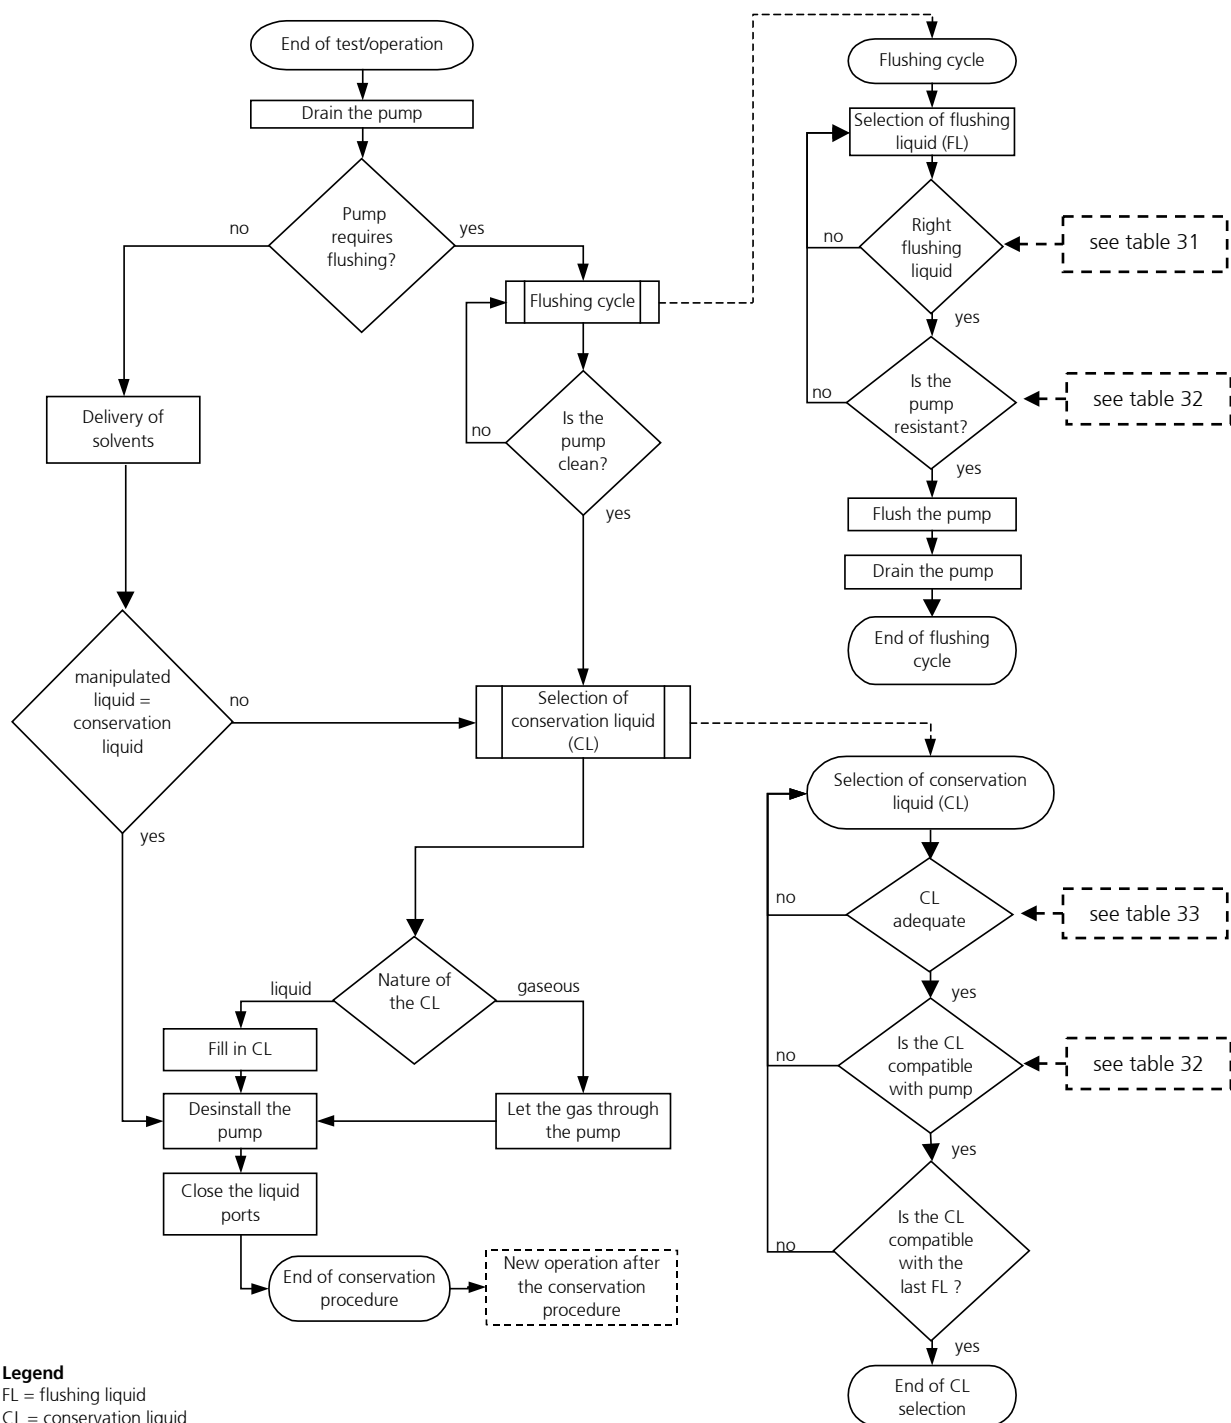 End of test/operation
Drain the pump
Pump
requires
flushing?
no
yes
Flushing cycle
Is the
pump
clean?
no
yes
Delivery of
solvents
manipulated
liquid =
conservation
liquid
no
yes
Selection of
conservation liquid
(CL)
Nature of
the CL
liquid
gaseous
Fill in CL
Desinstall the
pump
Let the gas through
the pump
Close the liquid
ports
End of conservation
procedure
New operation after
the conservation
procedure
Flushing cycle
Selection of flushing
liquid (FL)
Right
flushing
liquid
no
see table 31
yes
Is the
pump
resistant?
no
see table 32
yes
Flush the pump
Drain the pump
End of flushing
cycle
Selection of conservation
liquid (CL)
CL
adequate
no
see table 33
yes
Is the CL
compatible
with pump
no
see table 32
yes
Is the CL
compatible
with the
last FL ?
no
yes
End of CL
selection
Legend
FL = flushing liquid
CL = conservation liquid